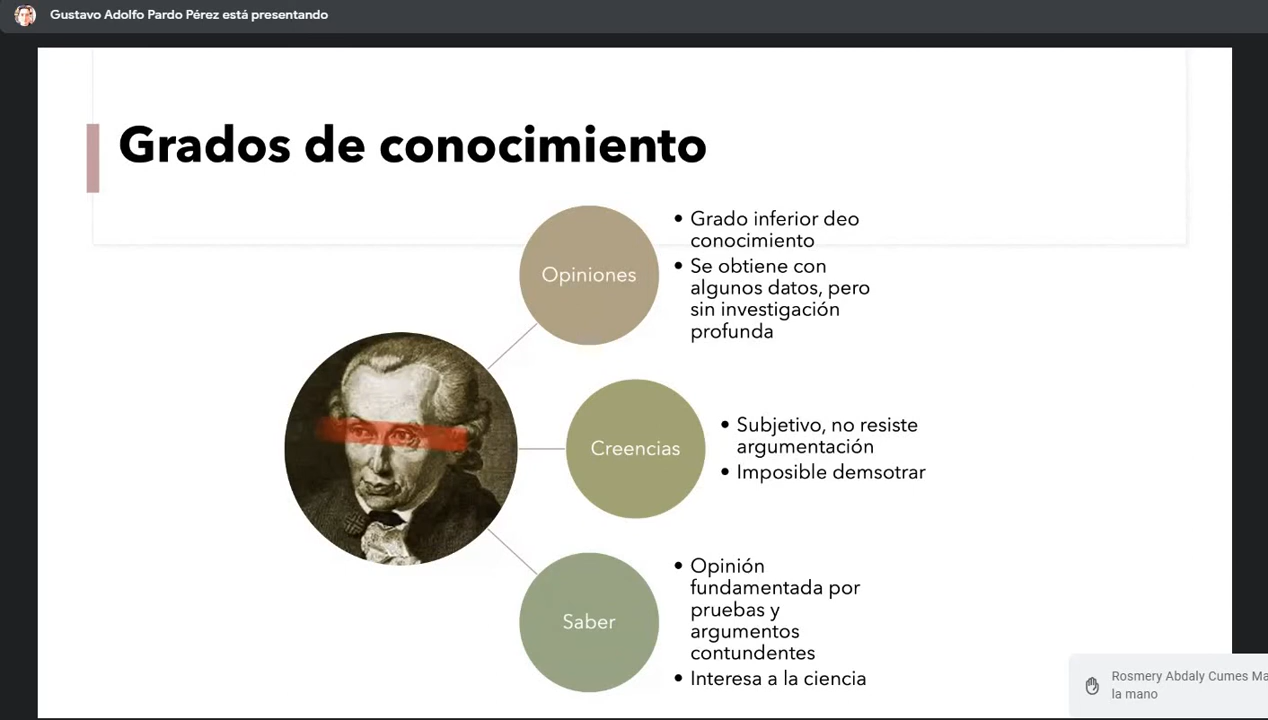 Gustavo Adolfo Pardo Pérez está presentando
Grados de conocimiento
Opiniones
• Grado inferior deo
conocimiento
• Se obtiene con
algunos datos, pero
sin investigación
profunda
Creencias
• Subjetivo, no resiste
argumentación
• Imposible demsotrar
Saber
• Opinión
fundamentada por
pruebas y
argumentos
contundentes
• Interesa a la ciencia
Rosmery Abdaly Cumes Ma
la mano